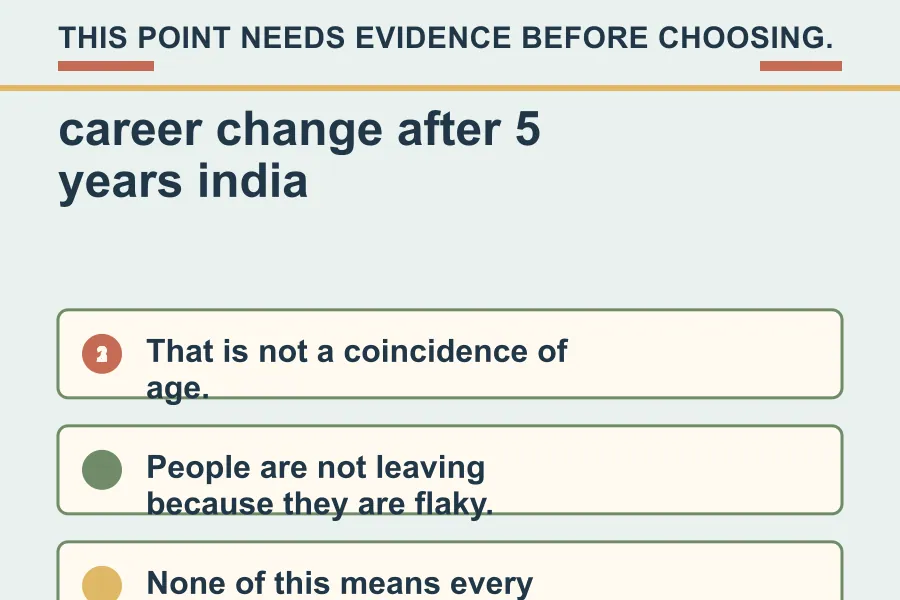 THIS POINT NEEDS EVIDENCE BEFORE CHOOSING.
career change after 5
years india
That is not a coincidence of
age.
People are not leaving
because they are flaky.
None of this means every